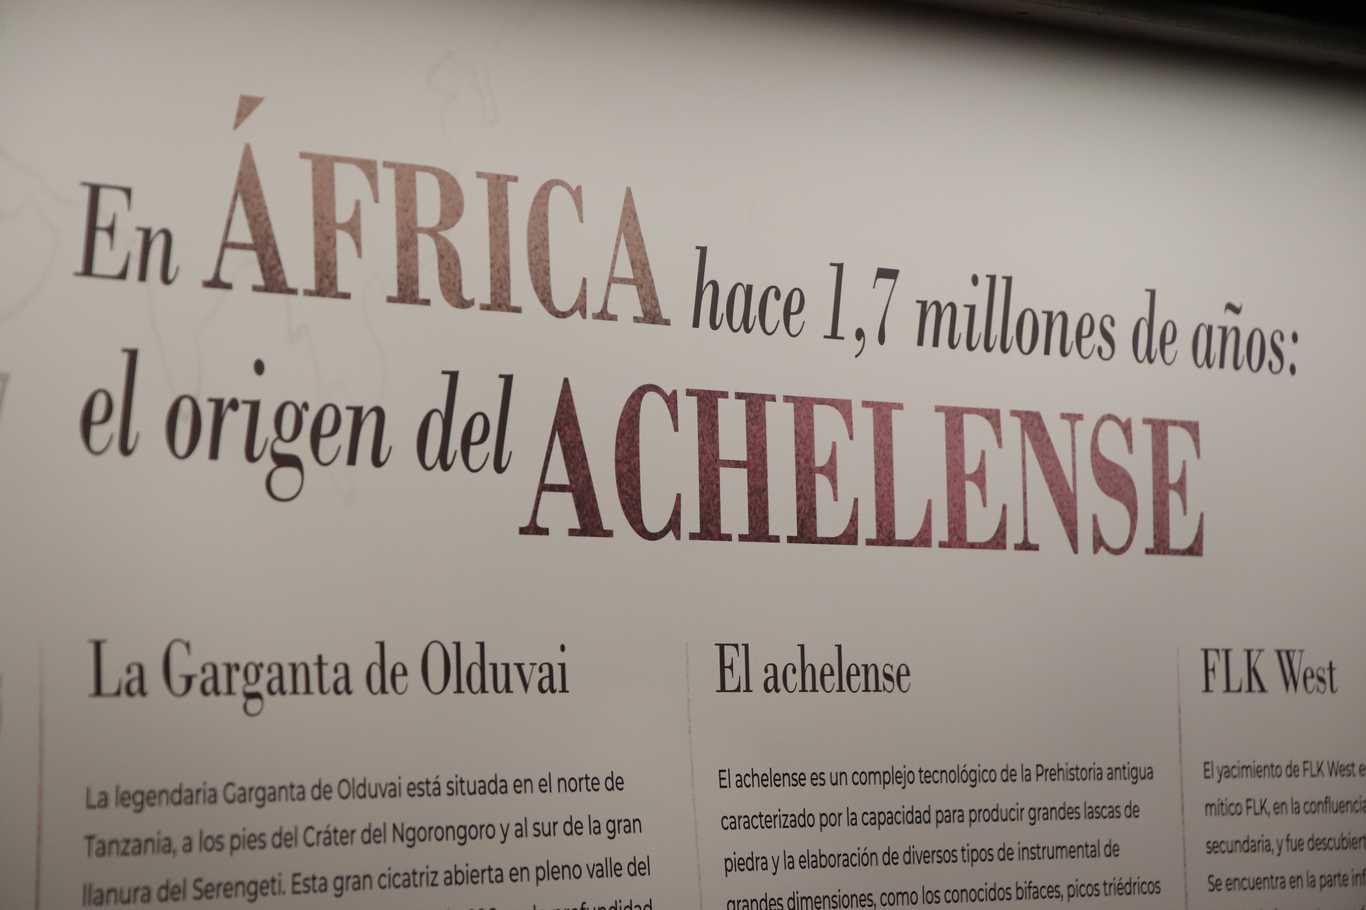 En ÁFRICA hace 1,7 millones de años:
el origen del ACHELENSE
La Garganta de Olduvai
La legendaria Garganta de Olduvai está situada en el norte de
Tanzania, a los pies del Cráter del Ngorongoro y al sur de la gran
llanura del Serengeti. Esta gran cicatriz abierta en pleno valle del
El achelense
El achelense es un complejo tecnológico de la Prehistoria antigua
caracterizado por la capacidad para producir grandes lascas de
piedra y la elaboración de diversos tipos de instrumental de
grandes dimensiones, como los conocidos bifaces, picos triédricos
FLK West
El yacimiento de FLK West
mítico FLK, en la confluencia
secundaria, y fue
Se encuentra en la parte